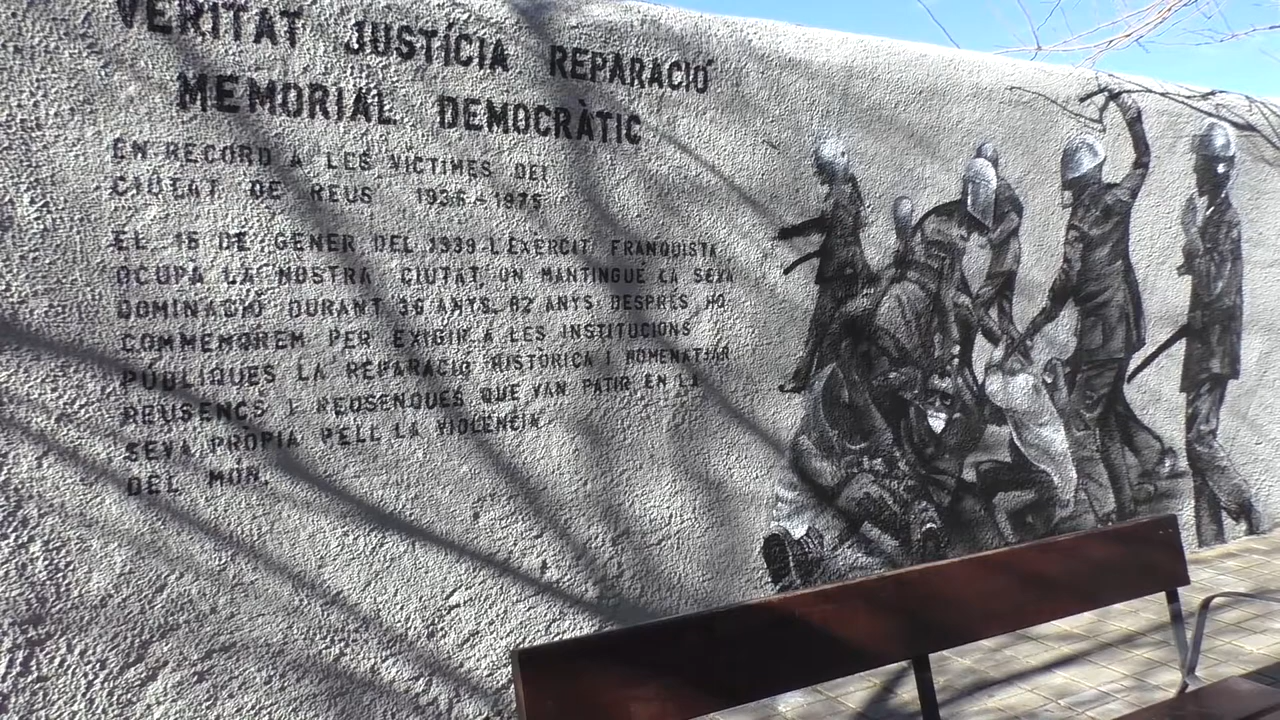 VERITAT JUSTÍCIA REPARACIÓ
MEMORIAL DEMOCRÀTIC
EN RECORD A LES VICTIMES DEL
CIUTAT DE REUS 1936-1975
EL 15 DE GENER DEL 1939 L'EXÈRCIT FRANQUISTA
OCUPÀ LA NOSTRA CIUTAT, ON MANTINGUÉ LA SEVA
DOMINACIÓ DURANT 36 ANYS. 82 ANYS DESPRÉS HO
COMMEMOREM PER EXIGIR A LES INSTITUCIONS
PÚBLIQUES LA REPARACIÓ HISTÒRICA I HOMENATJAR
REUSENCS I REUSENQUES QUE VAN PATIR EN LA
SEVA PRÒPIA PELL LA VIOLÈNCIA
DEL MÓN.